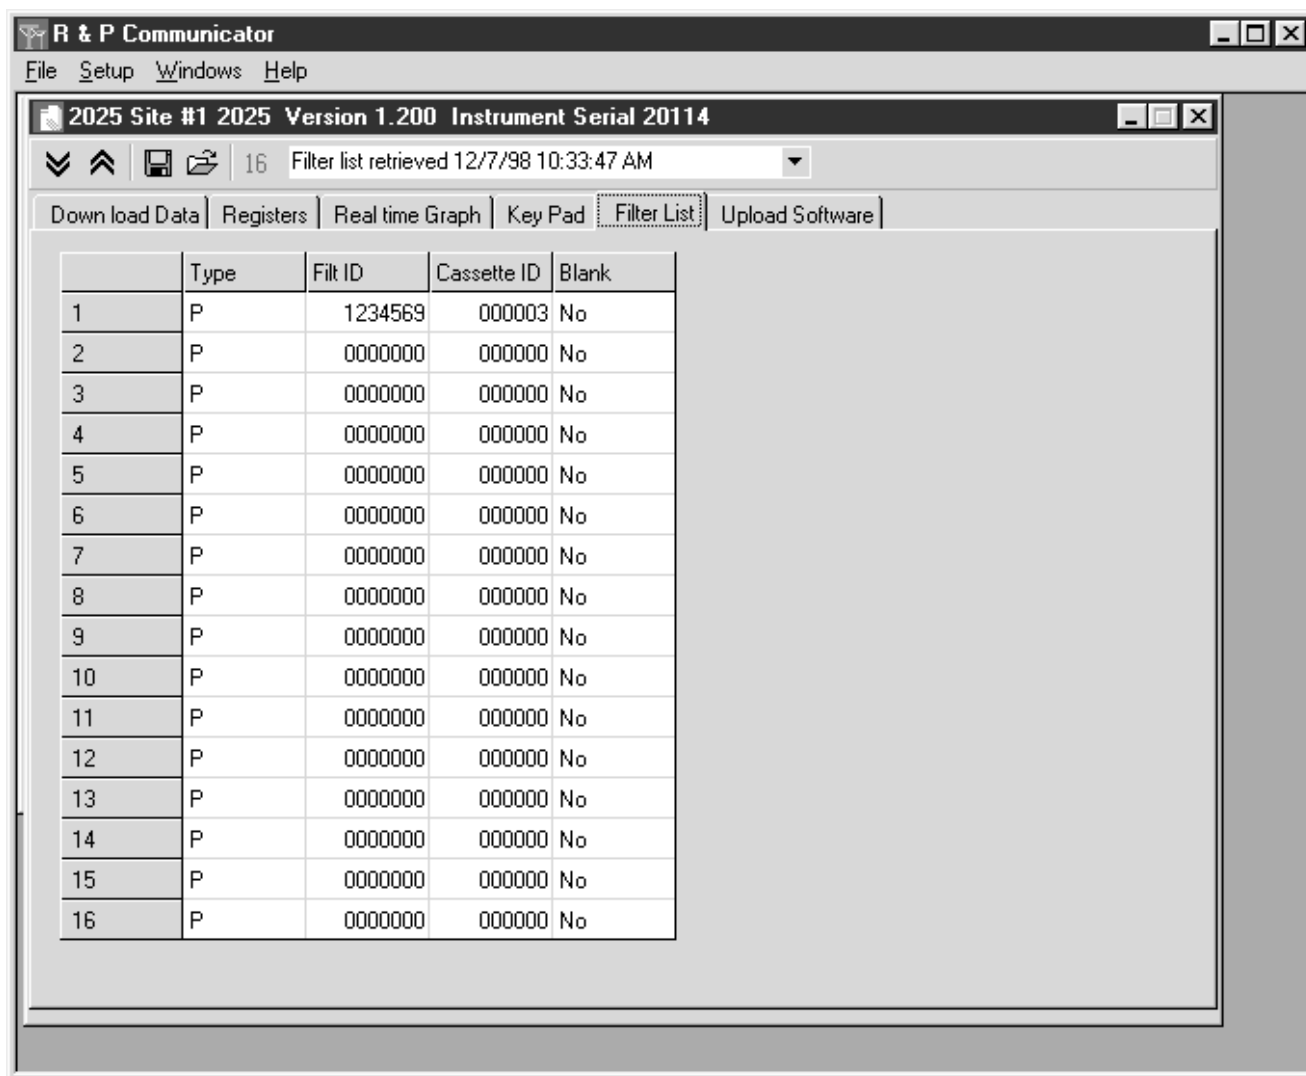 R & P Communicator
File Setup Windows Help
2025 Site #1 2025 Version 1.200 Instrument Serial 20114
16 Filter list retrieved 12/7/98 10:33:47 AM
Down load Data Registers Real time Graph Key Pad Filter List Upload Software
Type Filt ID Cassette ID Blank
1 P 1234569 000003 No
2 P 0000000 000000 No
3 P 0000000 000000 No
4 P 0000000 000000 No
5 P 0000000 000000 No
6 P 0000000 000000 No
7 P 0000000 000000 No
8 P 0000000 000000 No
9 P 0000000 000000 No
10 P 0000000 000000 No
11 P 0000000 000000 No
12 P 0000000 000000 No
13 P 0000000 000000 No
14 P 0000000 000000 No
15 P 0000000 000000 No
16 P 0000000 000000 No